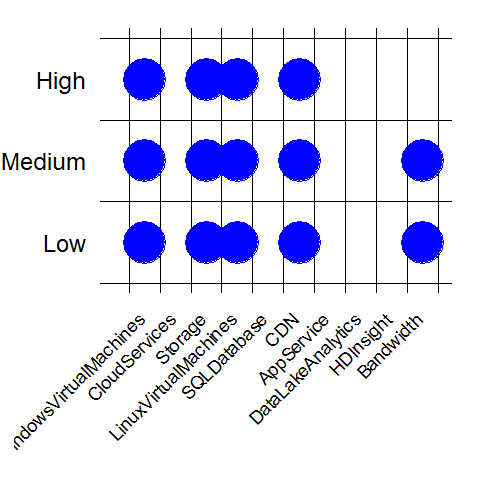 High
Medium
Low
ndowsVirtualMachines
CloudServices
Storage
LinuxVirtualMachines
SQLDatabase
CDN
AppService
DataLakeAnalytics
HDInsight
Bandwidth